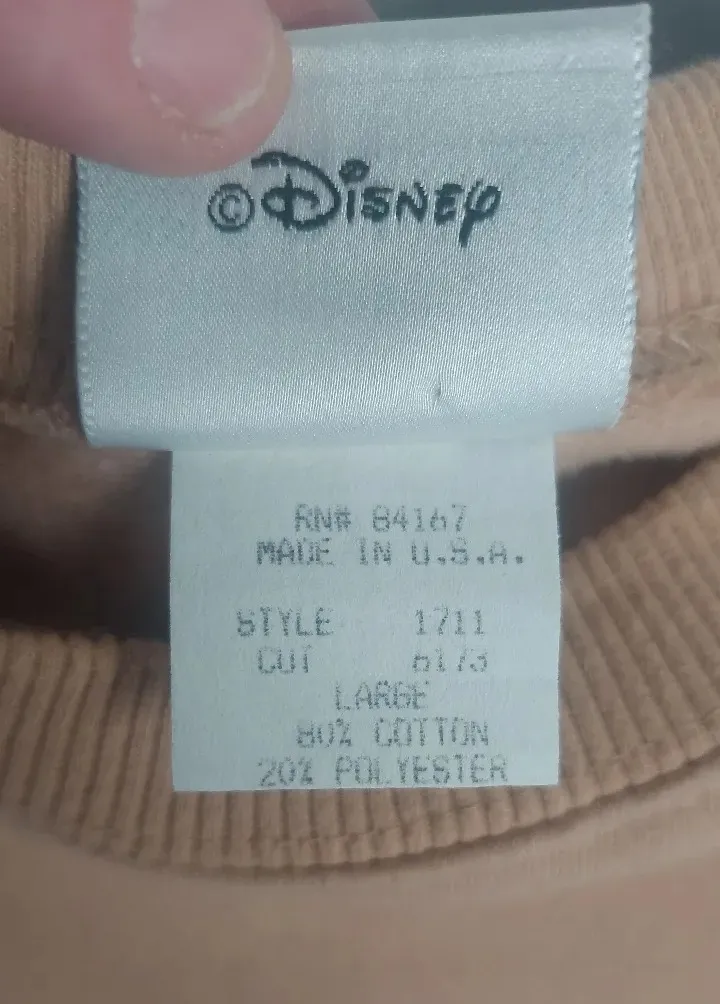 © Disney
RN# 84167
MADE IN U.S.A.
STYLE 1711
CUT 6173
LARGE
80% COTTON
20% POLYESTER